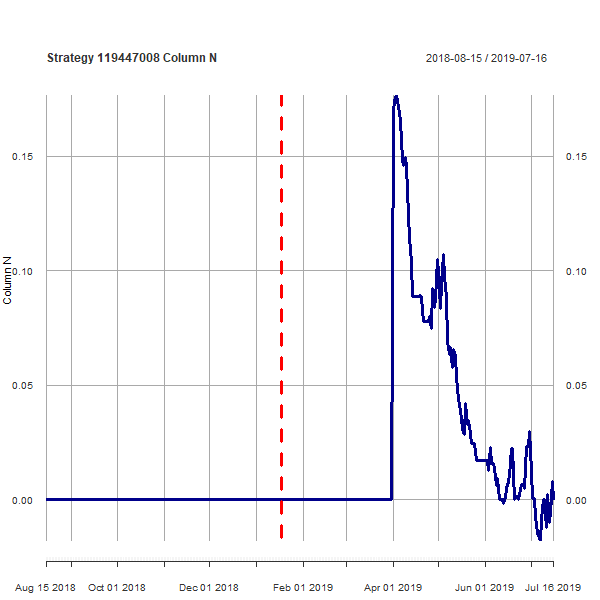 Strategy 119447008 Column N 2018-08-15 / 2019-07-16
0.15 0.15
0.10 0.10
Column N
0.05 0.05
0.00 0.00
Aug 15 2018 Oct 01 2018 Dec 01 2018 Feb 01 2019 Apr 01 2019 Jun 01 2019 Jul 16 2019